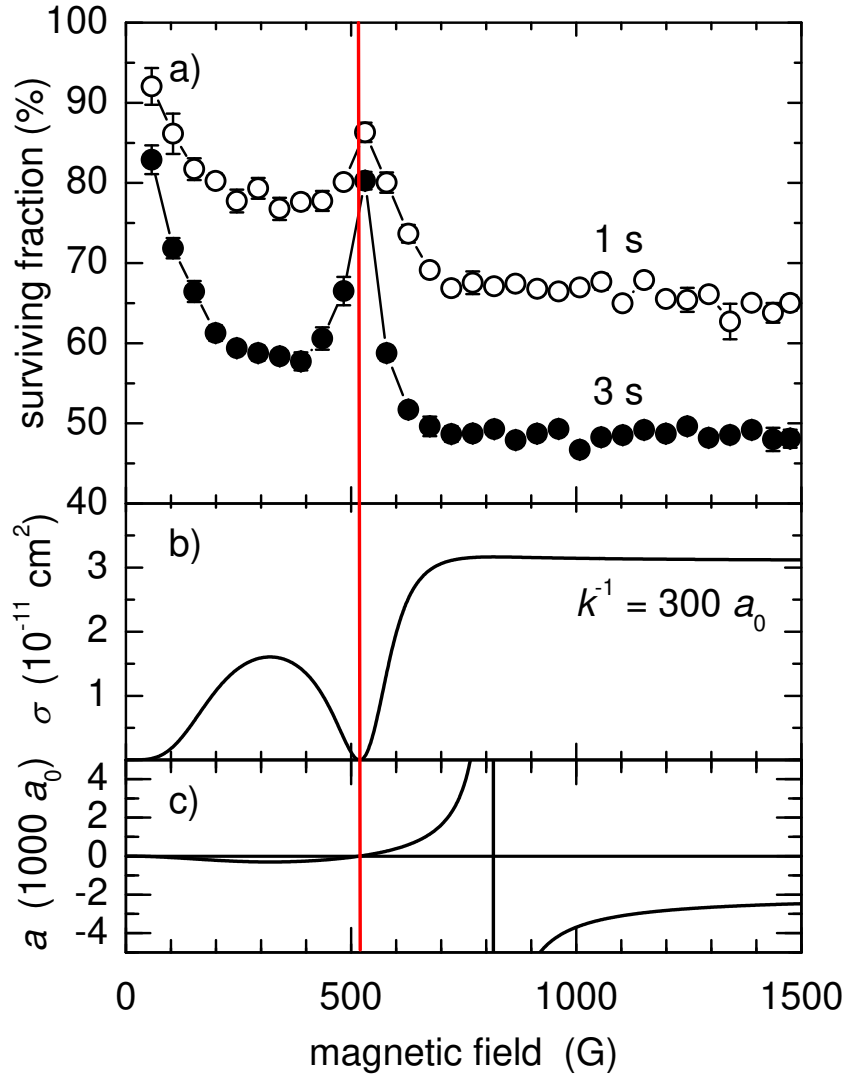 100
90
80
70
60
50
40
surviving fraction (%)
a)
1 s
3 s
3
2
1
σ (10⁻¹¹ cm²)
b)
k⁻¹ = 300 a₀
4
2
0
-2
-4
a (1000 a₀)
c)
0 500 1000 1500
magnetic field (G)